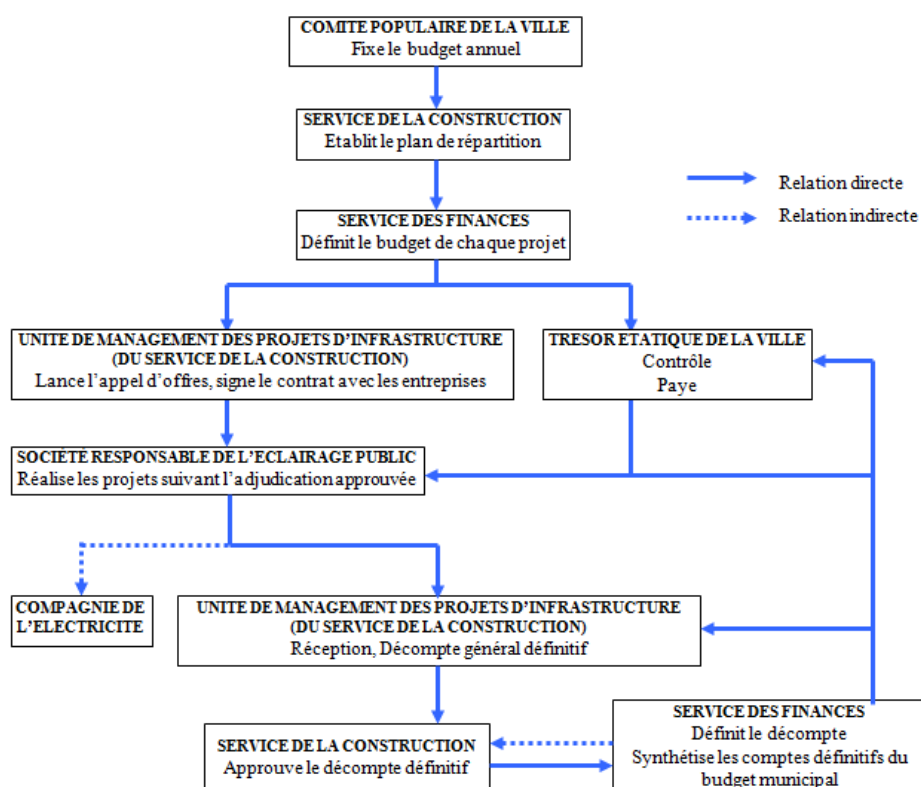 COMITE POPULAIRE DE LA VILLE
Fixe le budget annuel
SERVICE DE LA CONSTRUCTION
Etablit le plan de répartition
Relation directe
Relation indirecte
SERVICE DES FINANCES
Définit le budget de chaque projet
UNITE DE MANAGEMENT DES PROJETS D'INFRASTRUCTURE
(DU SERVICE DE LA CONSTRUCTION)
Lance l'appel d'offres, signe le contrat avec les entreprises
TRESOR ETATIQUE DE LA VILLE
Contrôle
Paye
SOCIÉTÉ RESPONSABLE DE L'ECLAIRAGE PUBLIC
Réalise les projets suivant l'adjudication approuvée
COMPAGNIE DE
L'ELECTRICITE
UNITE DE MANAGEMENT DES PROJETS D'INFRASTRUCTURE
(DU SERVICE DE LA CONSTRUCTION)
Réception, Décompte général définitif
SERVICE DE LA CONSTRUCTION
Approuve le décompte définitif
SERVICE DES FINANCES
Définit le décompte
Synthétise les comptes définitifs du
budget municipal